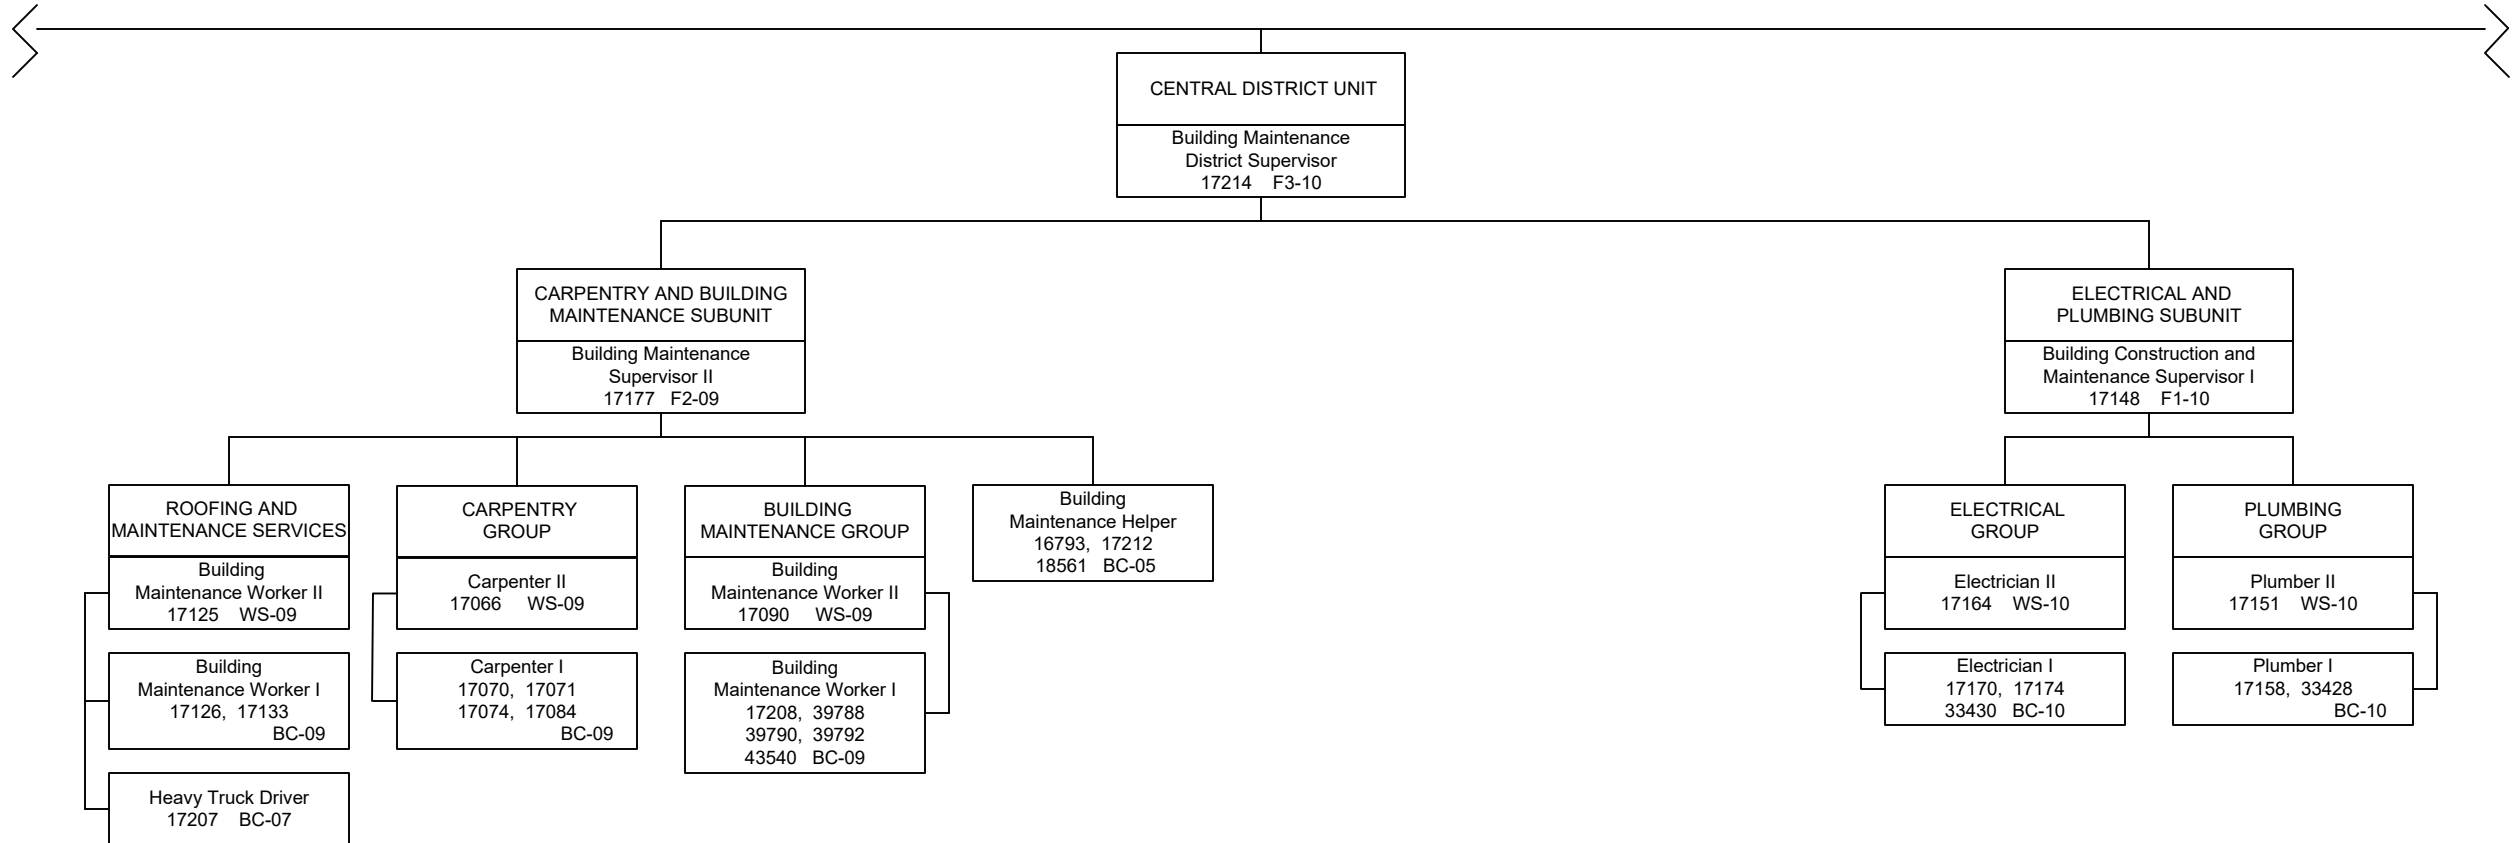 CENTRAL DISTRICT UNIT
Building Maintenance
District Supervisor
17214 F3-10
CARPENTRY AND BUILDING
MAINTENANCE SUBUNIT
Building Maintenance
Supervisor II
17177 F2-09
ELECTRICAL AND
PLUMBING SUBUNIT
Building Construction and
Maintenance Supervisor I
17148 F1-10
ROOFING AND
MAINTENANCE SERVICES
Building
Maintenance Worker II
17125 WS-09
Building
Maintenance Worker I
17126, 17133
BC-09
Heavy Truck Driver
17207 BC-07
CARPENTRY
GROUP
Carpenter II
17066 WS-09
Carpenter I
17070, 17071
17074, 17084
BC-09
BUILDING
MAINTENANCE GROUP
Building
Maintenance Worker II
17090 WS-09
Building
Maintenance Worker I
17208, 39788
39790, 39792
43540 BC-09
Building
Maintenance Helper
16793, 17212
18561 BC-05
ELECTRICAL
GROUP
Electrician II
17164 WS-10
Electrician I
17170, 17174
33430 BC-10
PLUMBING
GROUP
Plumber II
17151 WS-10
Plumber I
17158, 33428
BC-10